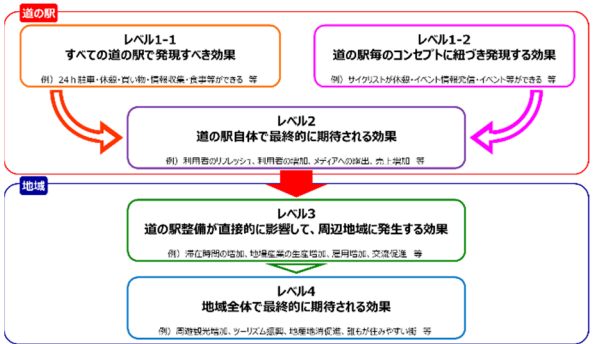 道の駅
レベル1-1
すべての道の駅で発現すべき効果
例）24h駐車・休憩・買い物・情報収集・食事等ができる 等
レベル1-2
道の駅毎のコンセプトに紐づき発現する効果
例）サイクリストが休憩・イベント情報発信・イベント等ができる 等
レベル2
道の駅自体で最終的に期待される効果
例）利用者のリフレッシュ、利用者の増加、メディアへの露出、売上増加 等
地域
レベル3
道の駅整備が直接的に影響して、周辺地域に発生する効果
例）滞在時間の増加、地場産業の生産増加、雇用増加、交流促進 等
レベル4
地域全体で最終的に期待される効果
例）周遊観光増加、ツーリズム振興、地産地消促進、誰もが住みやすい街 等